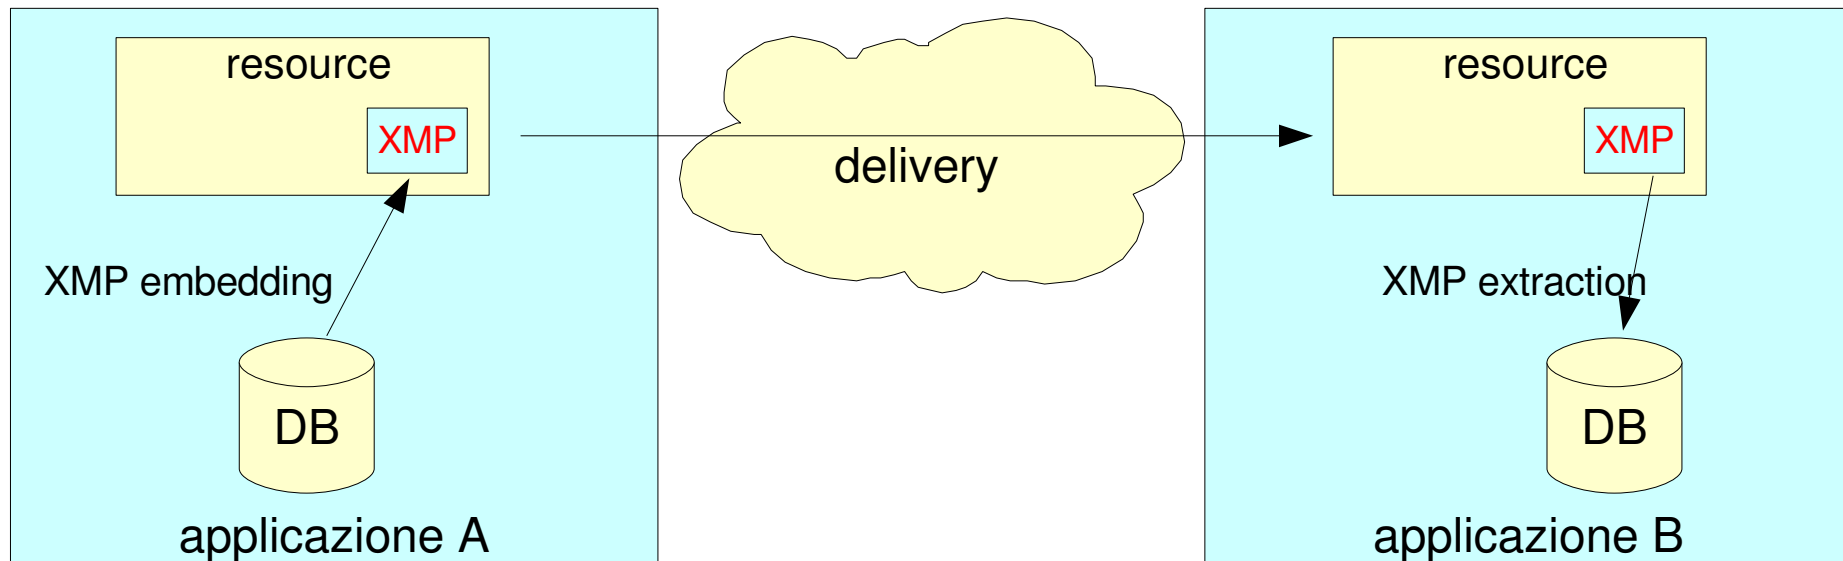 resource
XMP
XMP embedding
DB
applicazione A
delivery
resource
XMP
XMP extraction
DB
applicazione B